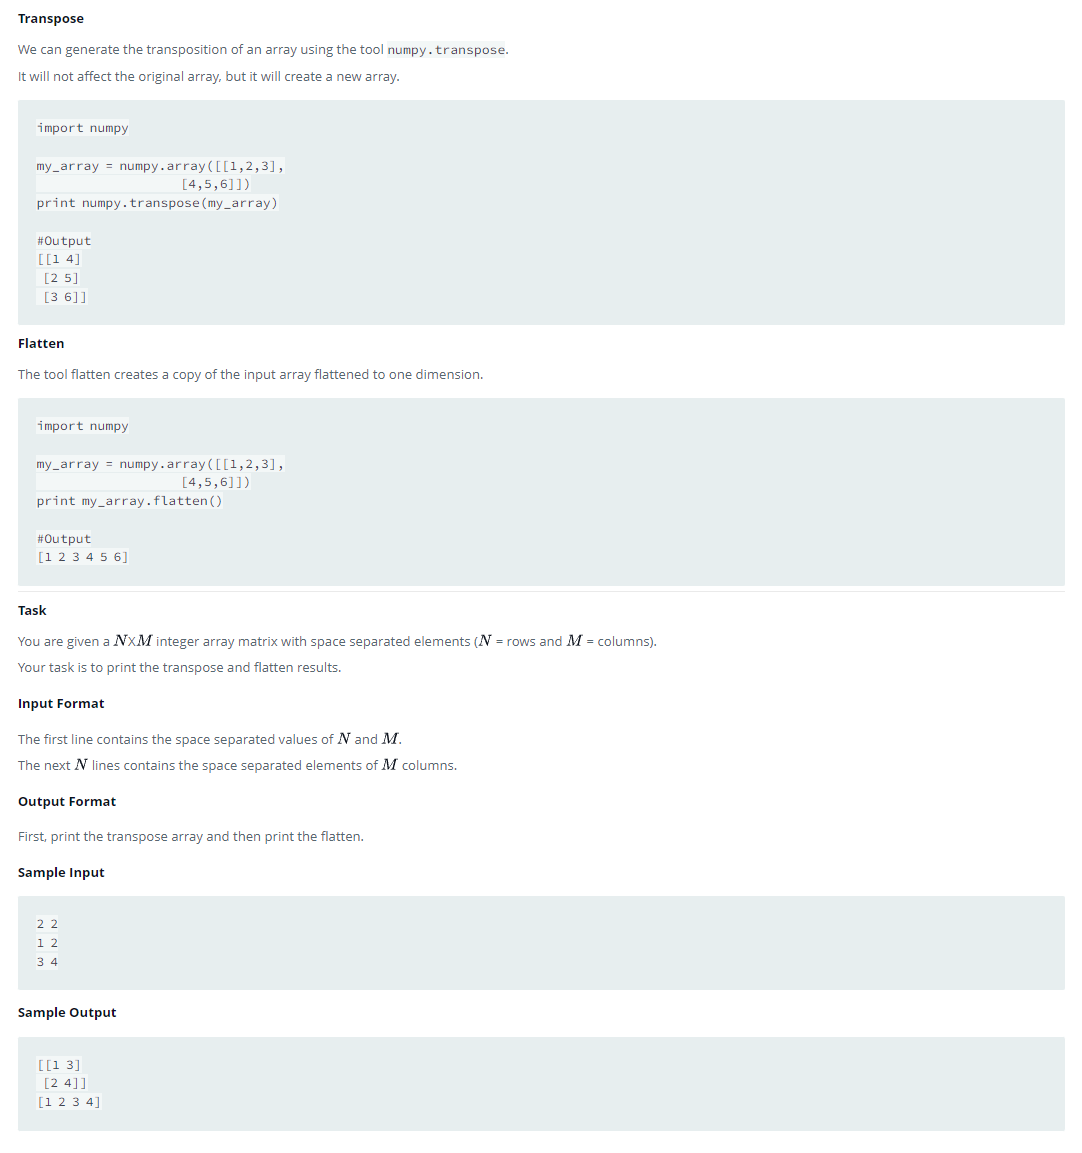 Transpose
We can generate the transposition of an array using the tool numpy.transpose.
It will not affect the original array, but it will create a new array.
import numpy
my_array = numpy.array([[1,2,3],
[4,5,6]])
print numpy.transpose(my_array)
#Output
[[1 4]
[2 5]
[3 6]]
Flatten
The tool flatten creates a copy of the input array flattened to one dimension.
import numpy
my_array = numpy.array([[1,2,3],
[4,5,6]])
print my_array.flatten()
#Output
[1 2 3 4 5 6]
Task
You are given a NXM integer array matrix with space separated elements (N = rows and M = columns).
Your task is to print the transpose and flatten results.
Input Format
The first line contains the space separated values of N and M.
The next N lines contains the space separated elements of M columns.
Output Format
First, print the transpose array and then print the flatten.
Sample Input
2 2
1 2
3 4
Sample Output
[[1 3]
[2 4]]
[1 2 3 4]